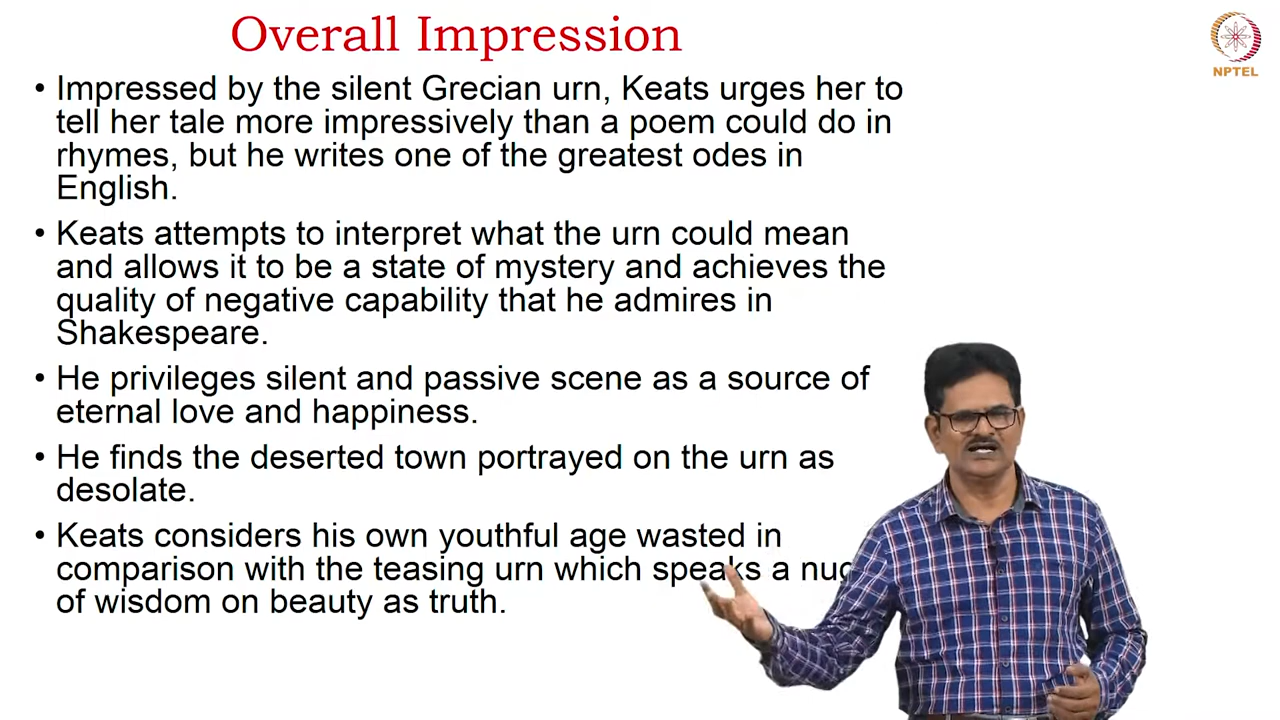 Overall Impression
NPTEL
• Impressed by the silent Grecian urn, Keats urges her to
tell her tale more impressively than a poem could do in
rhymes, but he writes one of the greatest odes in
English.
• Keats attempts to interpret what the urn could mean
and allows it to be a state of mystery and achieves the
quality of negative capability that he admires in
Shakespeare.
• He privileges silent and passive scene as a source of
eternal love and happiness.
• He finds the deserted town portrayed on the urn as
desolate.
• Keats considers his own youthful age wasted in
comparison with the teasing urn which speaks a
of wisdom on beauty as truth.